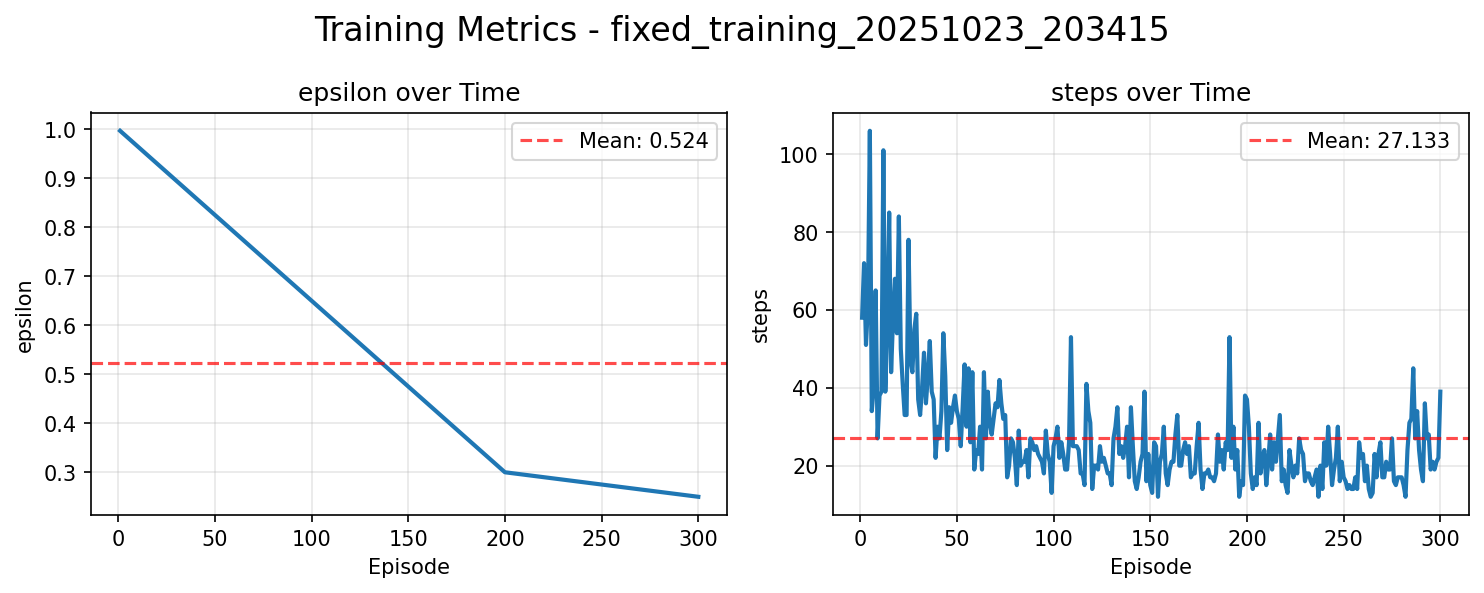 Training Metrics - fixed_training_20251023_203415
epsilon over Time
1.0
0.9
0.8
0.7
0.6
0.5
0.4
0.3
epsilon
Mean: 0.524
0 50 100 150 200 250 300
Episode
steps over Time
100
80
60
40
20
steps
Mean: 27.133
0 50 100 150 200 250 300
Episode